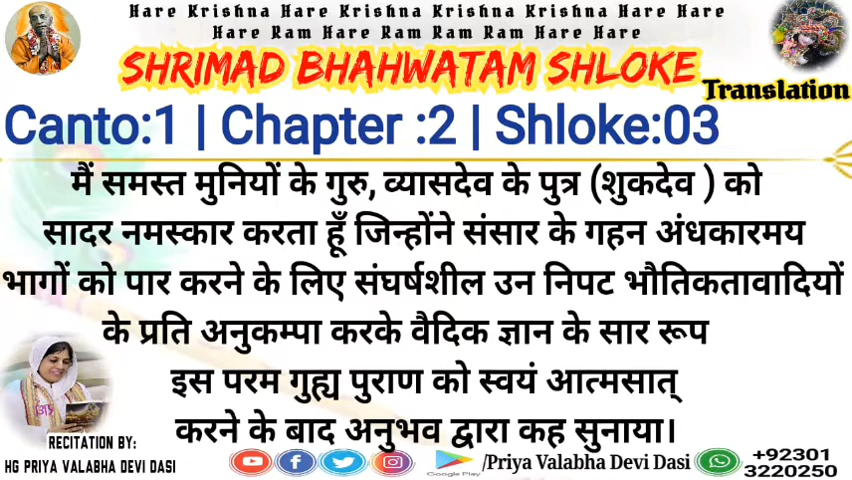 Hare Krishna Hare Krishna Krishna Krishna Hare Hare
Hare Ram Hare Ram Ram Ram Hare Hare
SHRIMAD BHAHWATAM SHLOKE
Translation
Canto:1 | Chapter :2 | Shloke:03
मैं समस्त मुनियों के गुरु, व्यासदेव के पुत्र (शुकदेव ) को
सादर नमस्कार करता हूँ जिन्होंने संसार के गहन अंधकारमय
भागों को पार करने के लिए संघर्षशील उन निपट भौतिकतावादियों
के प्रति अनुकम्पा करके वैदिक ज्ञान के सार रूप
इस परम गुह्य पुराण को स्वयं आत्मसात्
करने के बाद अनुभव द्वारा कह सुनाया।
RECITATION BY:
HG PRIYA VALABHA DEVI DASI
Google Play
/Priya Valabha Devi Dasi
+92301
3220250